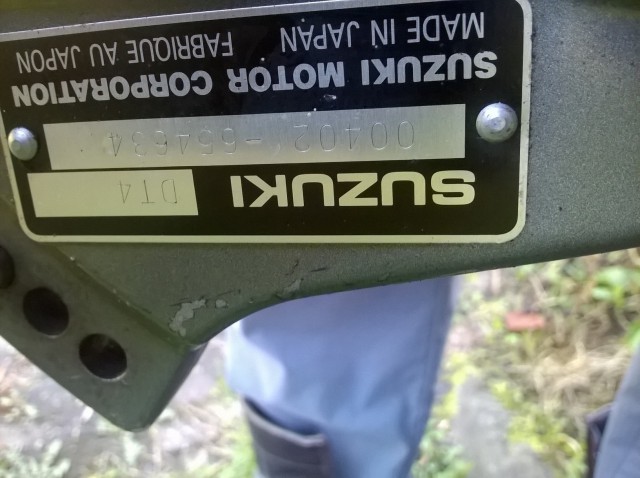 SUZUKI DT4
00402-654634
SUZUKI MOTOR CORPORATION
MADE IN JAPAN FABRIQUE AU JAPON